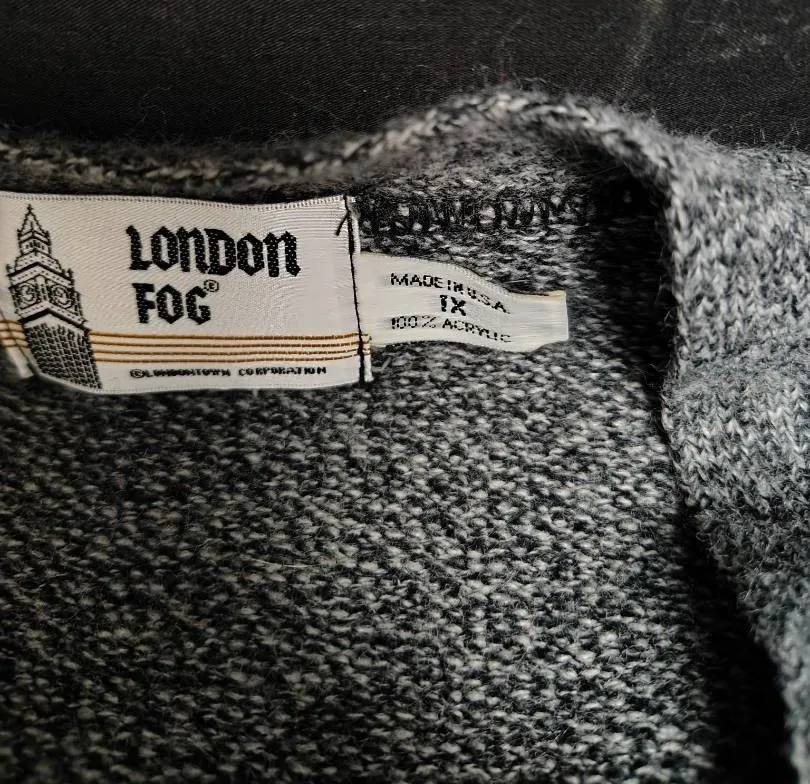 LONDON
FOG®
©LONDONTOWN CORPORATION
MADE IN U.S.A.
1X
100% ACRYLIC